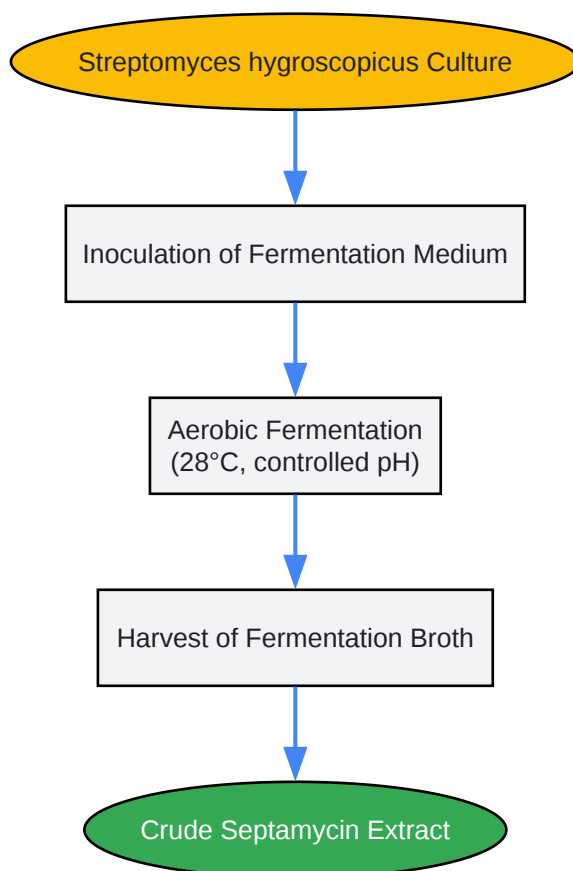 Streptomyces hygroscopicus Culture
Inoculation of Fermentation Medium
Aerobic Fermentation
(28°C, controlled pH)
Harvest of Fermentation Broth
Crude Septamycin Extract